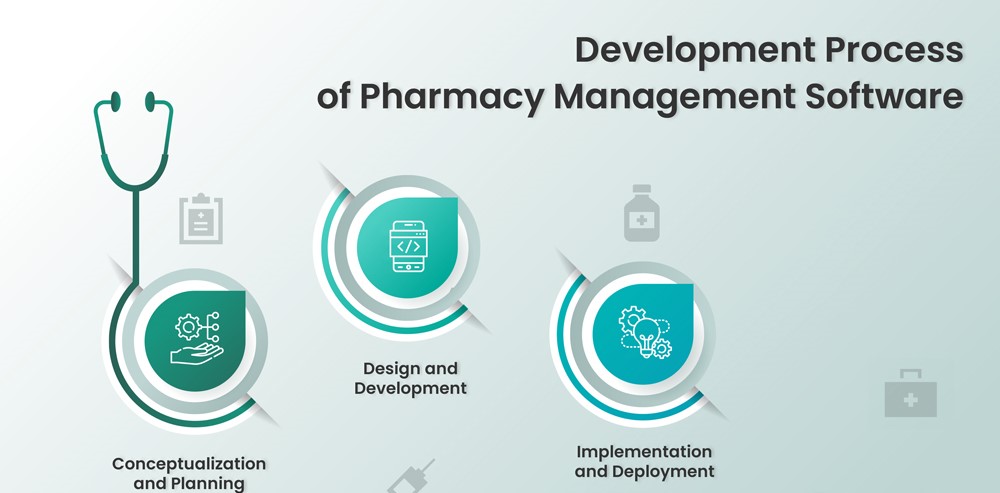 Development Process
of Pharmacy Management Software
</>
Design and
Development
Implementation
and Deployment
Conceptualization
and Planning